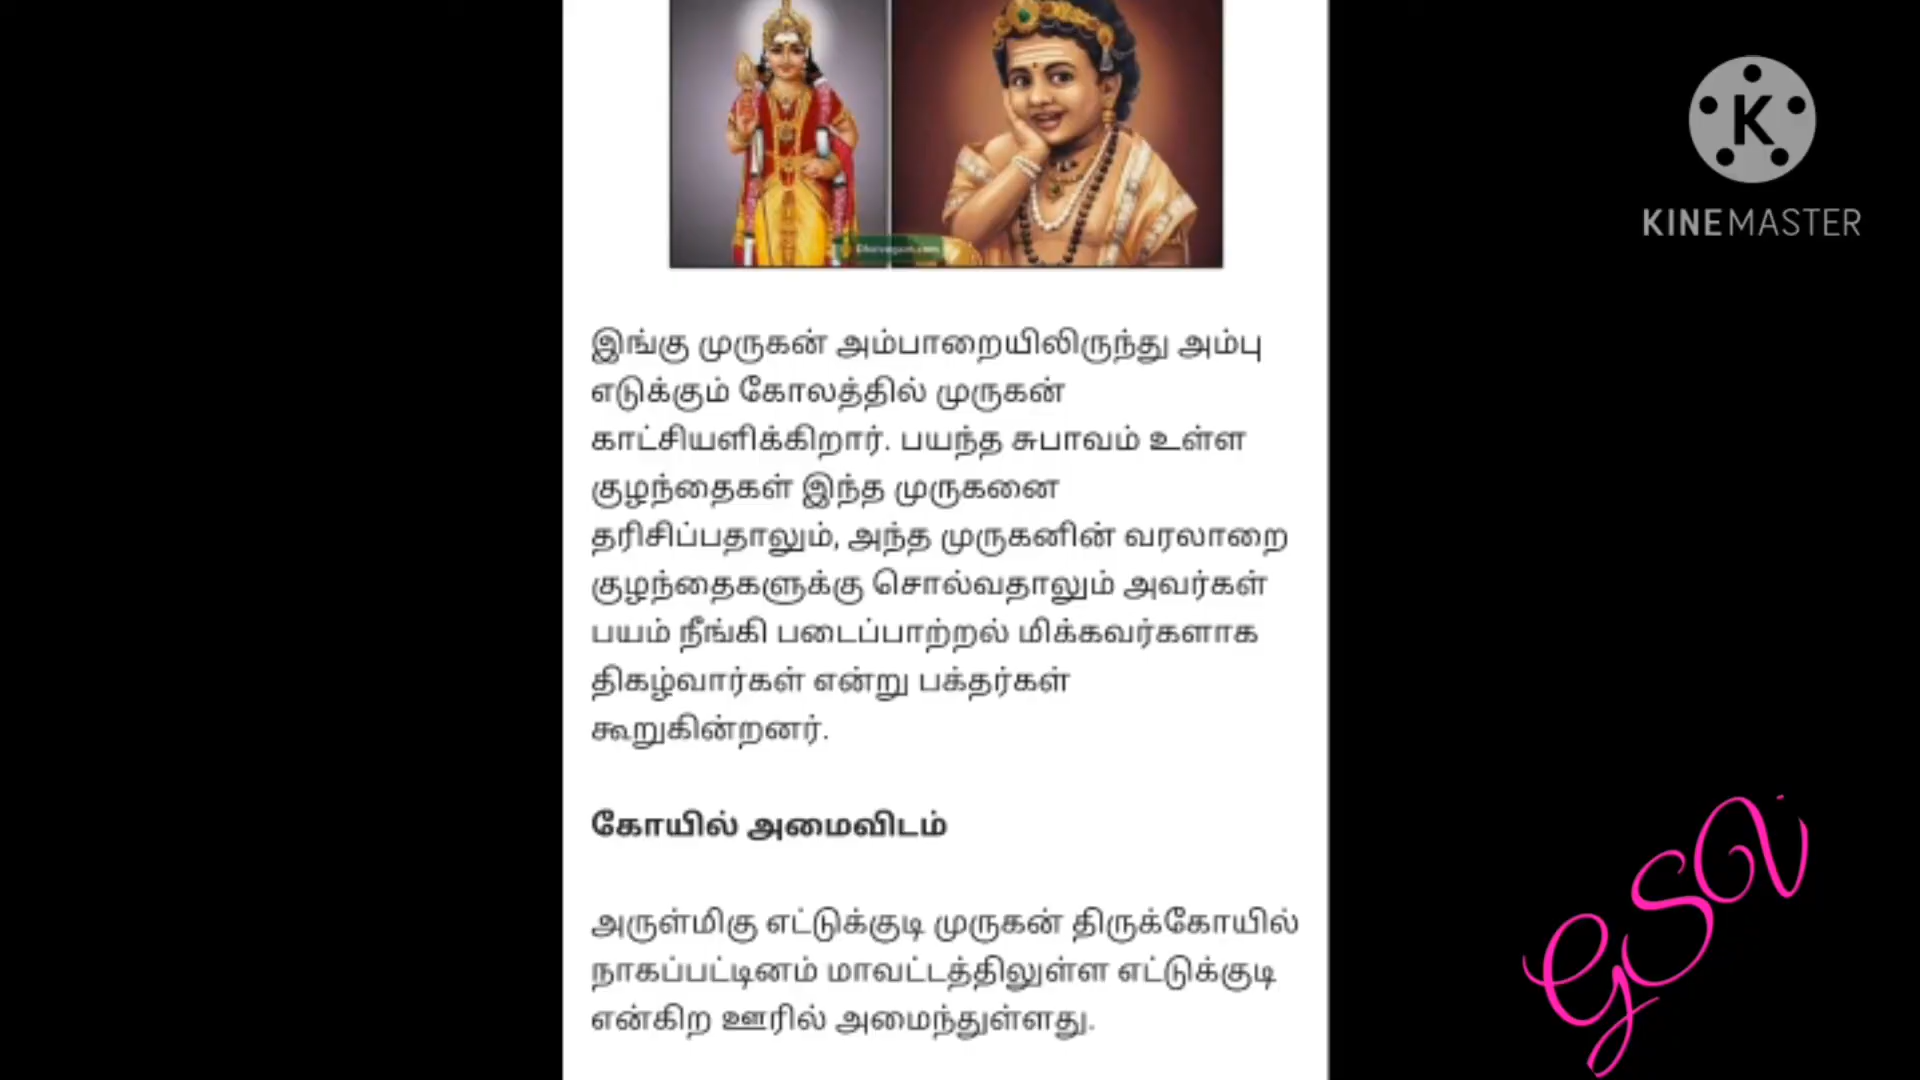 KINEMASTER
இங்கு முருகன் அம்பாறையிலிருந்து அம்பு
எடுக்கும் கோலத்தில் முருகன்
காட்சியளிக்கிறார். பயந்த சுபாவம் உள்ள
குழந்தைகள் இந்த முருகனை
தரிசிப்பதாலும், அந்த முருகனின் வரலாறை
குழந்தைகளுக்கு சொல்வதாலும் அவர்கள்
பயம் நீங்கி படைப்பாற்றல் மிக்கவர்களாக
திகழ்வார்கள் என்று பக்தர்கள்
கூறுகின்றனர்.
கோயில் அமைவிடம்
அருள்மிகு எட்டுக்குடி முருகன் திருக்கோயில்
நாகப்பட்டினம் மாவட்டத்திலுள்ள எட்டுக்குடி
என்கிற ஊரில் அமைந்துள்ளது.